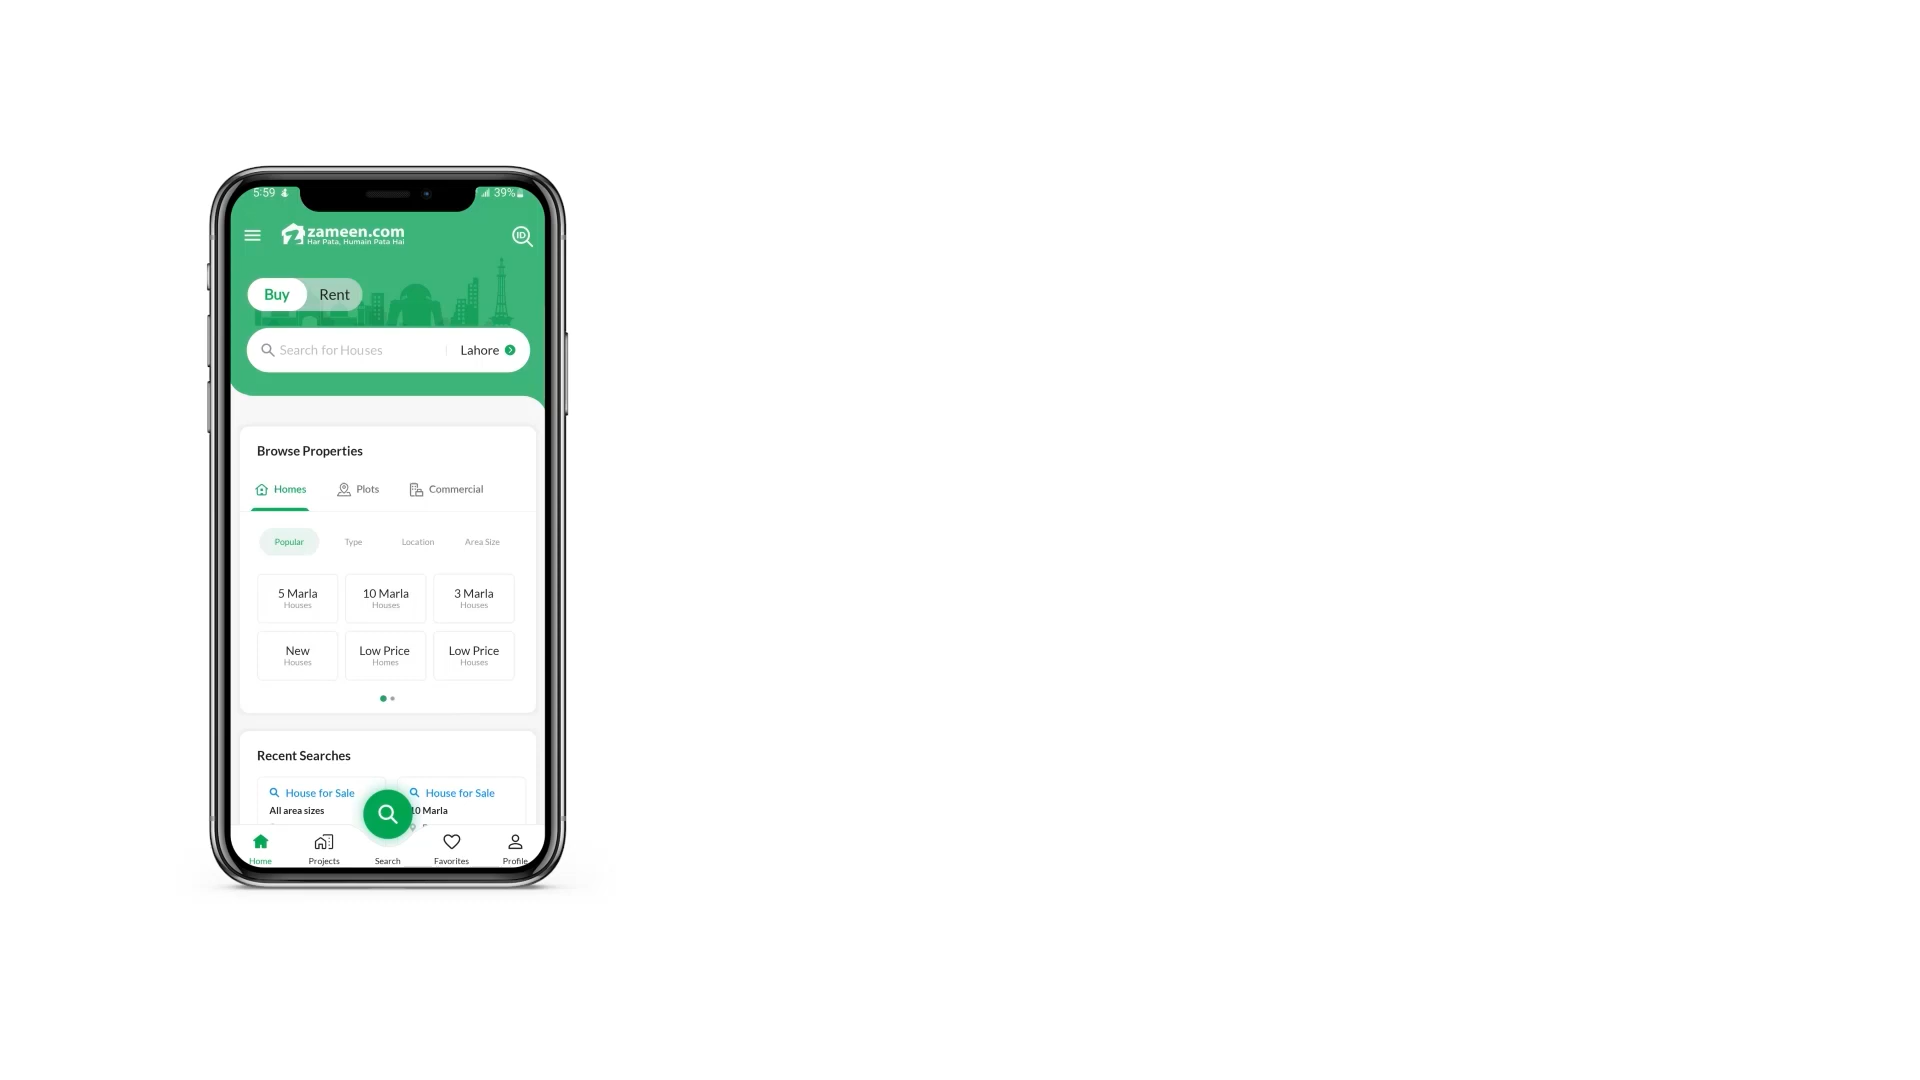 5:59
39%
zameen.com
Har Pata, Humain Pata Hai
ID
Buy Rent
Search for Houses Lahore
Browse Properties
Homes Plots Commercial
Popular Type Location Area Size
5 Marla 10 Marla 3 Marla
Houses Houses Houses
New Low Price Low Price
Houses Homes Houses
Recent Searches
House for Sale House for Sale
All area sizes 10 Marla
Home Projects Search Favorites Profile